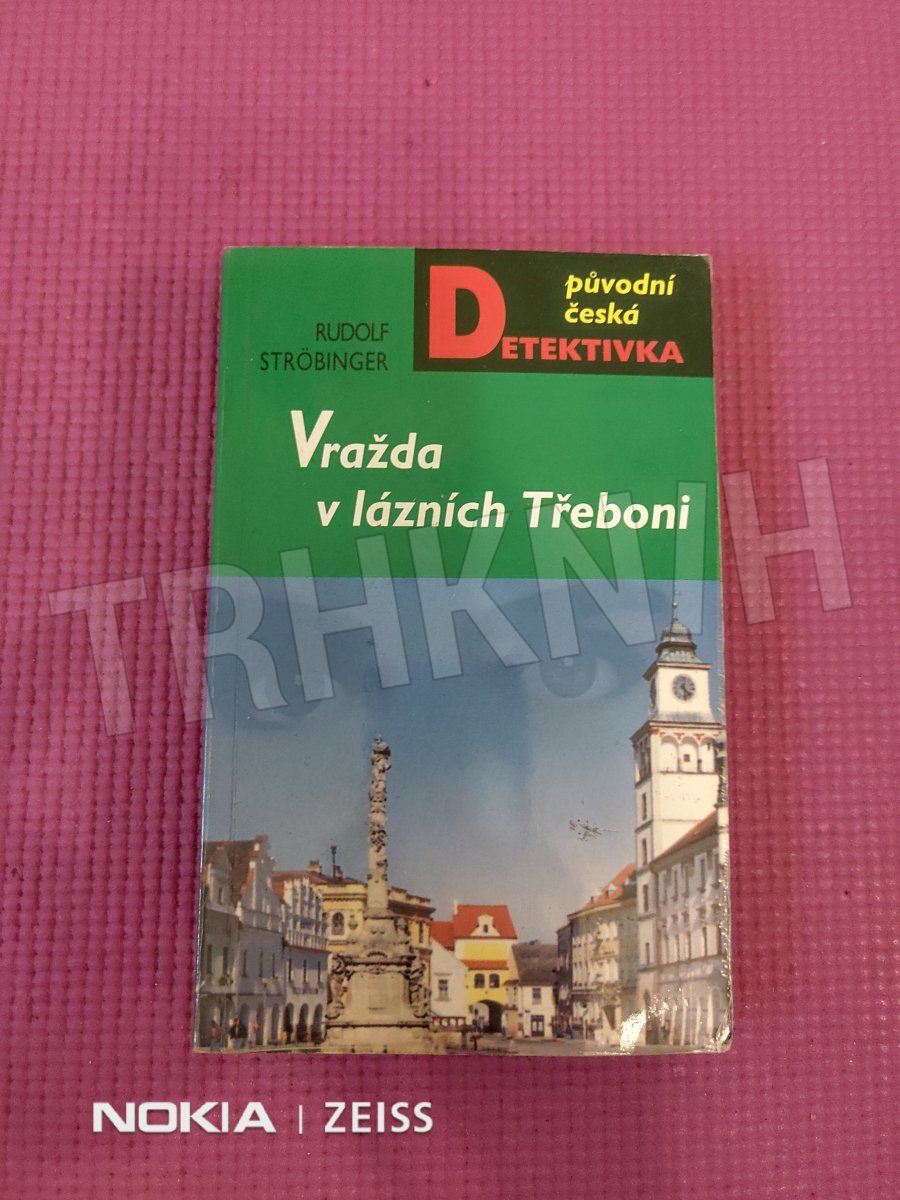 RUDOLF
STRÖBINGER
původní
česká
DETEKTIVKA
Vražda
v lázních Třeboni
TRHKNIH
NOKIA | ZEISS